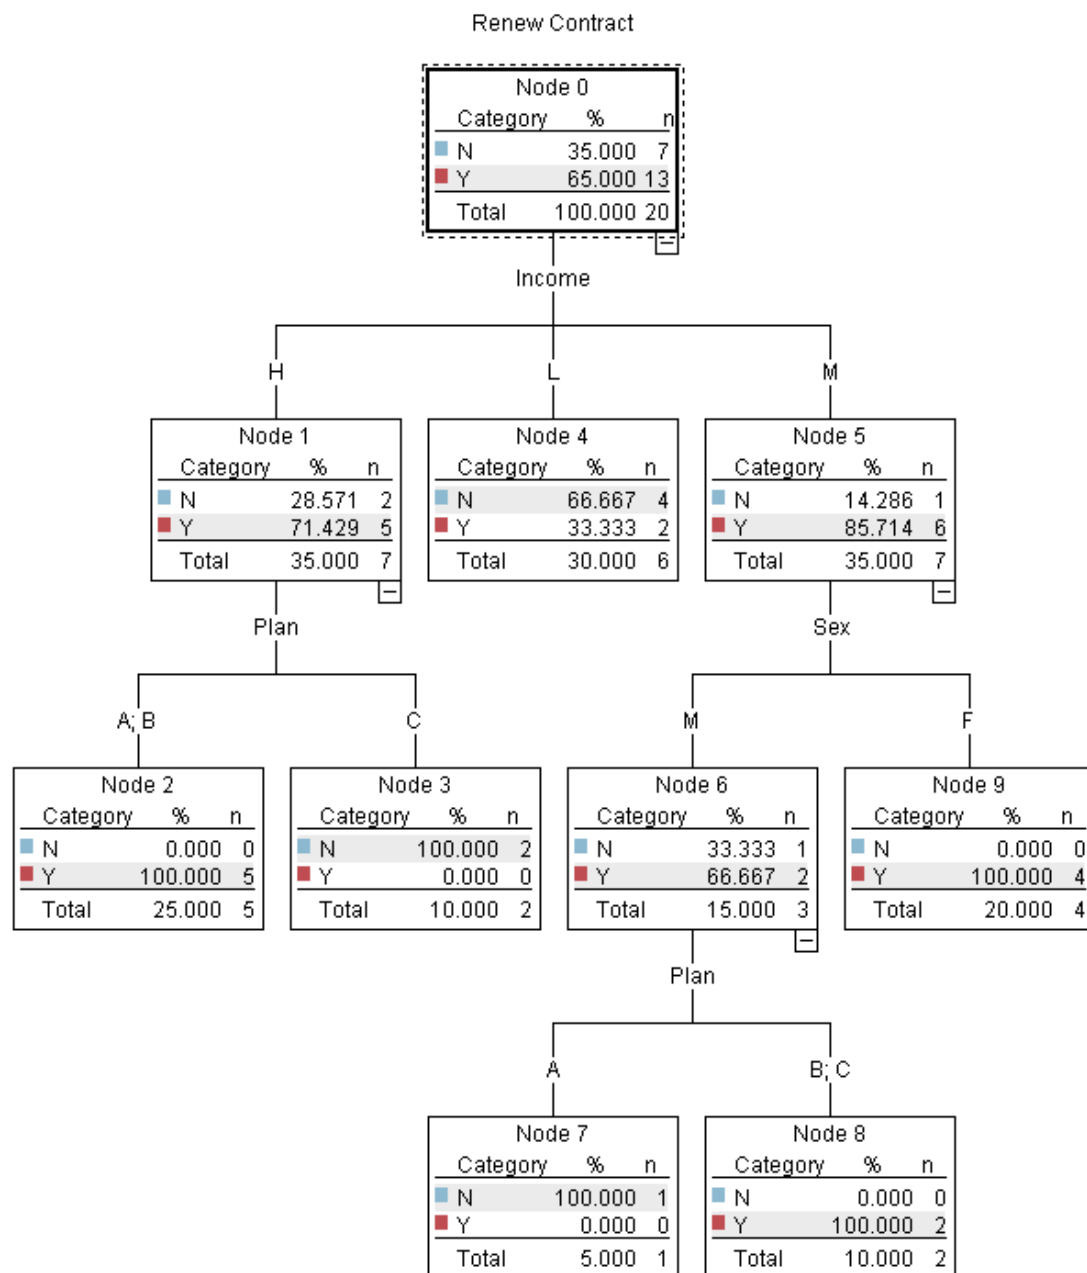 Renew Contract
Node 0
Category % n
N 35.000 7
Y 65.000 13
Total 100.000 20
Income
H L M
Node 1
Category % n
N 28.571 2
Y 71.429 5
Total 35.000 7
Node 4
Category % n
N 66.667 4
Y 33.333 2
Total 30.000 6
Node 5
Category % n
N 14.286 1
Y 85.714 6
Total 35.000 7
Plan
Sex
A; B C M F
Node 2
Category % n
N 0.000 0
Y 100.000 5
Total 25.000 5
Node 3
Category % n
N 100.000 2
Y 0.000 0
Total 10.000 2
Node 6
Category % n
N 33.333 1
Y 66.667 2
Total 15.000 3
Node 9
Category % n
N 0.000 0
Y 100.000 4
Total 20.000 4
Plan
A B; C
Node 7
Category % n
N 100.000 1
Y 0.000 0
Total 5.000 1
Node 8
Category % n
N 0.000 0
Y 100.000 2
Total 10.000 2